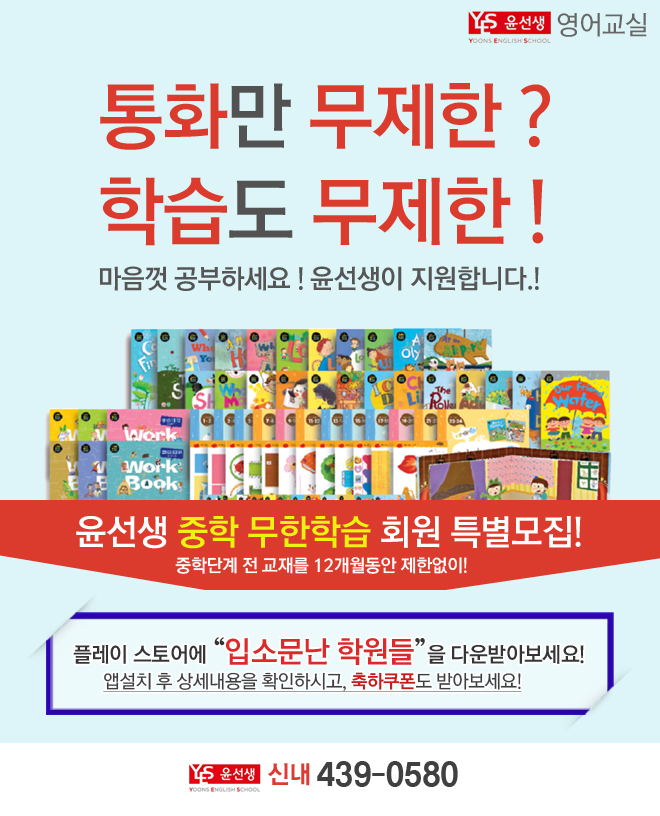 YES 윤선생 영어교실
YOONS ENGLISH SCHOOL
통화만 무제한 ?
학습도 무제한 !
마음껏 공부하세요 ! 윤선생이 지원합니다.!
Our friend
Water
Work
Work
Book
윤선생 중학 무한학습 회원 특별모집!
중학단계 전 교재를 12개월동안 제한없이!
플레이 스토어에 “입소문난 학원들”을 다운받아보세요!
앱설치 후 상세내용을 확인하시고, 축하쿠폰도 받아보세요!
YES 윤선생 신내 439-0580
YOONS ENGLISH SCHOOL